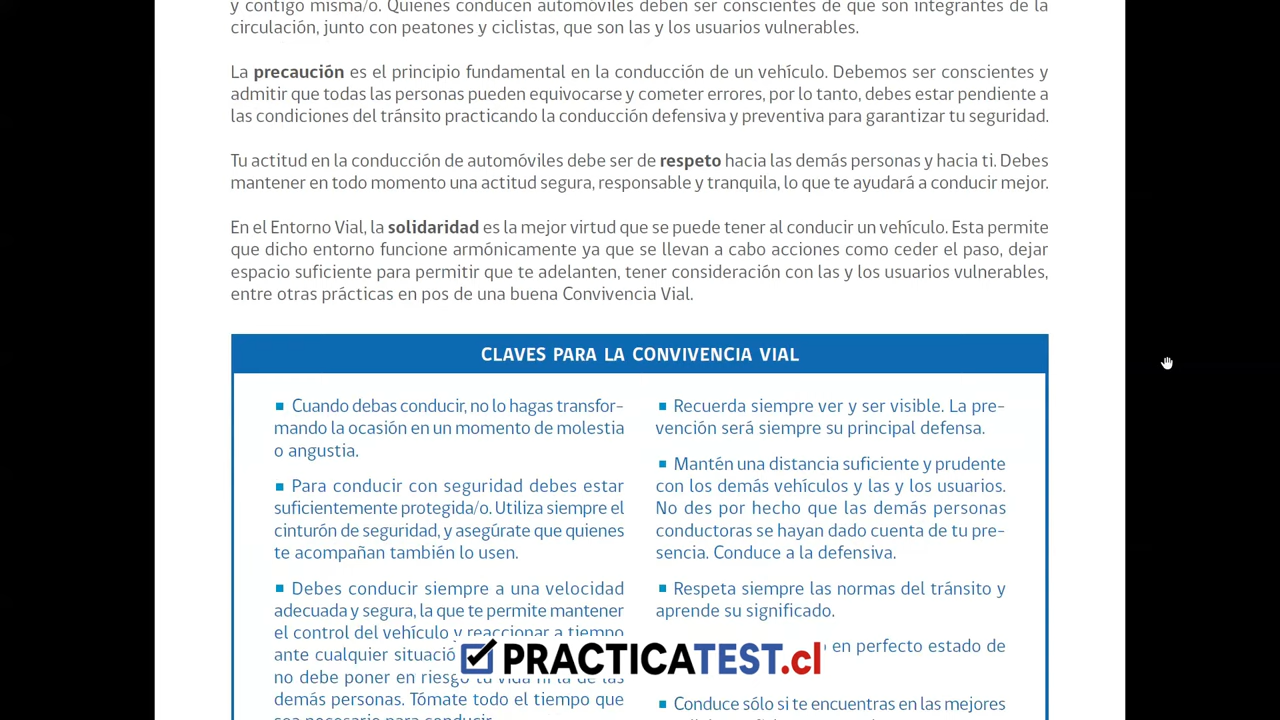 y contigo misma/o. Quienes conducen automóviles deben ser conscientes de que son integrantes de la
circulación, junto con peatones y ciclistas, que son las y los usuarios vulnerables.
La precaución es el principio fundamental en la conducción de un vehículo. Debemos ser conscientes y
admitir que todas las personas pueden equivocarse y cometer errores, por lo tanto, debes estar pendiente a
las condiciones del tránsito practicando la conducción defensiva y preventiva para garantizar tu seguridad.
Tu actitud en la conducción de automóviles debe ser de respeto hacia las demás personas y hacia ti. Debes
mantener en todo momento una actitud segura, responsable y tranquila, lo que te ayudará a conducir mejor.
En el Entorno Vial, la solidaridad es la mejor virtud que se puede tener al conducir un vehículo. Esta permite
que dicho entorno funcione armónicamente ya que se llevan a cabo acciones como ceder el paso, dejar
espacio suficiente para permitir que te adelanten, tener consideración con las y los usuarios vulnerables,
entre otras prácticas en pos de una buena Convivencia Vial.
CLAVES PARA LA CONVIVENCIA VIAL
■ Cuando debas conducir, no lo hagas transfor-
mando la ocasión en un momento de molestia
o angustia.
■ Para conducir con seguridad debes estar
suficientemente protegida/o. Utiliza siempre el
cinturón de seguridad, y asegúrate que quienes
te acompañan también lo usen.
■ Debes conducir siempre a una velocidad
adecuada y segura, la que te permite mantener
el control del vehículo y reaccionar a tiempo
ante cualquier situació
no debe poner en riesgo tu vida ni la de las
demás personas. Tómate todo el tiempo que
sea necesario para conducir.
■ Recuerda siempre ver y ser visible. La pre-
vención será siempre su principal defensa.
■ Mantén una distancia suficiente y prudente
con los demás vehículos y las y los usuarios.
No des por hecho que las demás personas
conductoras se hayan dado cuenta de tu pre-
sencia. Conduce a la defensiva.
■ Respeta siempre las normas del tránsito y
aprende su significado.
en perfecto estado de
■ Conduce sólo si te encuentras en las mejores
PRACTICATEST.cl